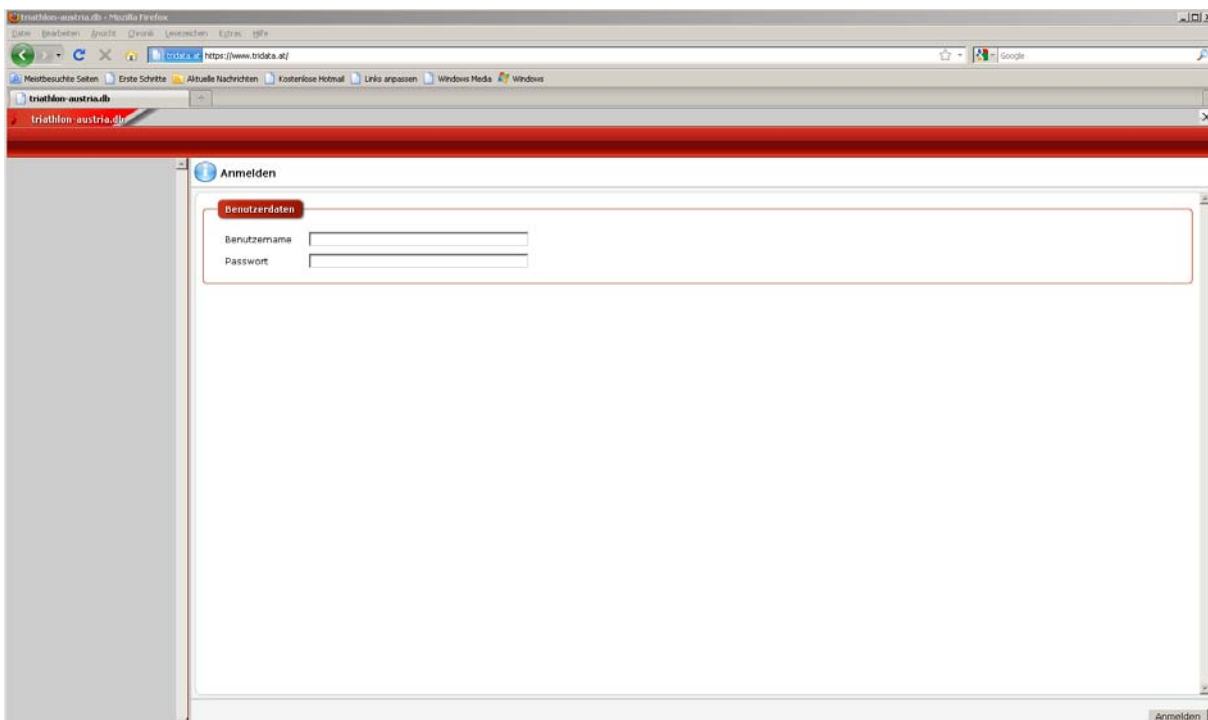 triathlon-austria.db - Mozilla Firefox
Datei Bearbeiten Ansicht Chronik Lesezeichen Extras Hilfe
tridata.at https://www.tridata.at/
Google
Meistbesuchte Seiten Erste Schritte Aktuelle Nachrichten Kostenlose Hotmail Links anpassen Windows Media Windows
triathlon-austria.db
triathlon-austria.db
Anmelden
Benutzerdaten
Benutzername
Passwort
Anmelden